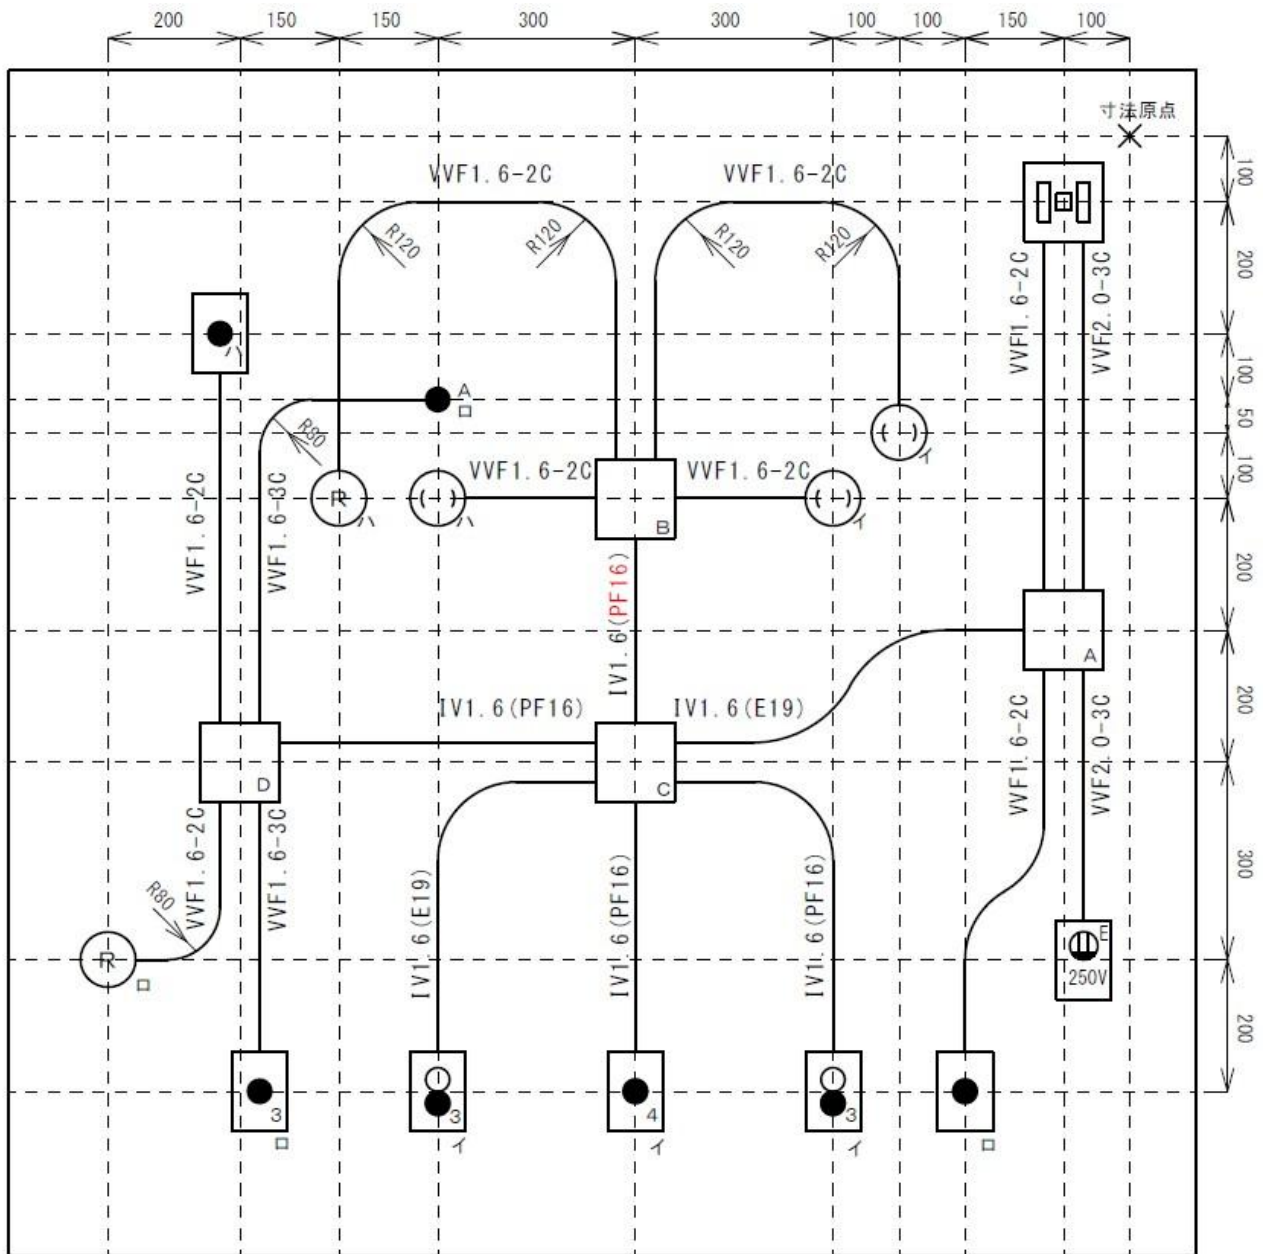 200
150
150
300
300
100
100
150
100
寸法原点
100
200
100
50
100
200
200
300
200
VVF1.6-2C
VVF1.6-2C
R120
R120
R120
R120
VVF1.6-2C
VVF2.0-3C
ハ
A
ロ
R80
VVF1.6-2C
VVF1.6-3C
R
ハ
( )
ハ
VVF1.6-2C
VVF1.6-2C
B
( )
イ
( )
イ
IV1.6(PF16)
A
IV1.6(PF16)
IV1.6(E19)
D
C
VVF1.6-2C
VVF2.0-3C
VVF1.6-2C
VVF1.6-3C
R80
R
ロ
IV1.6(E19)
IV1.6(PF16)
IV1.6(PF16)
E
250V
3
ロ
3
イ
4
イ
3
イ
ロ